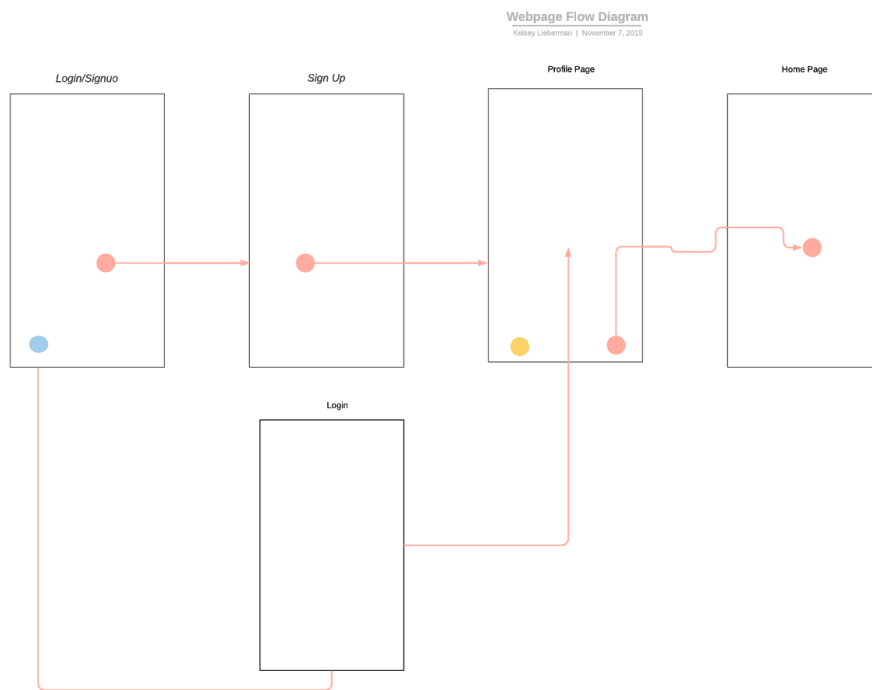 Webpage Flow Diagram
Kelsey Lieberman | November 7, 2019
Login/Signuo
Sign Up
Profile Page
Home Page
Login